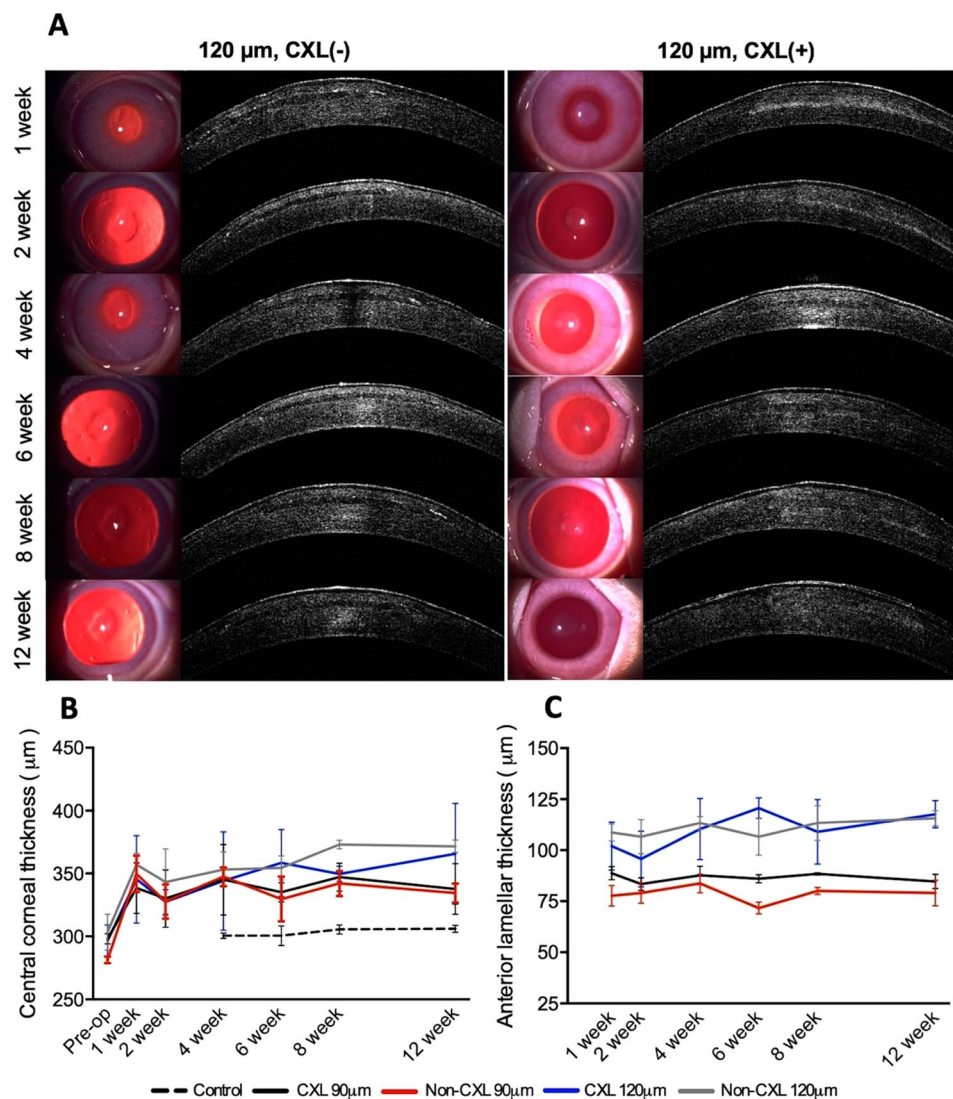 A
120 µm, CXL(-)
120 µm, CXL(+)
1 week
2 week
4 week
6 week
8 week
12 week
B
Central corneal thickness ( µm )
450
400
350
300
250
Pre-op
1 week
2 week
4 week
6 week
8 week
12 week
C
Anterior lamellar thickness ( µm )
150
125
100
75
50
25
1 week
2 week
4 week
6 week
8 week
12 week
Control CXL 90µm Non-CXL 90µm CXL 120µm Non-CXL 120µm